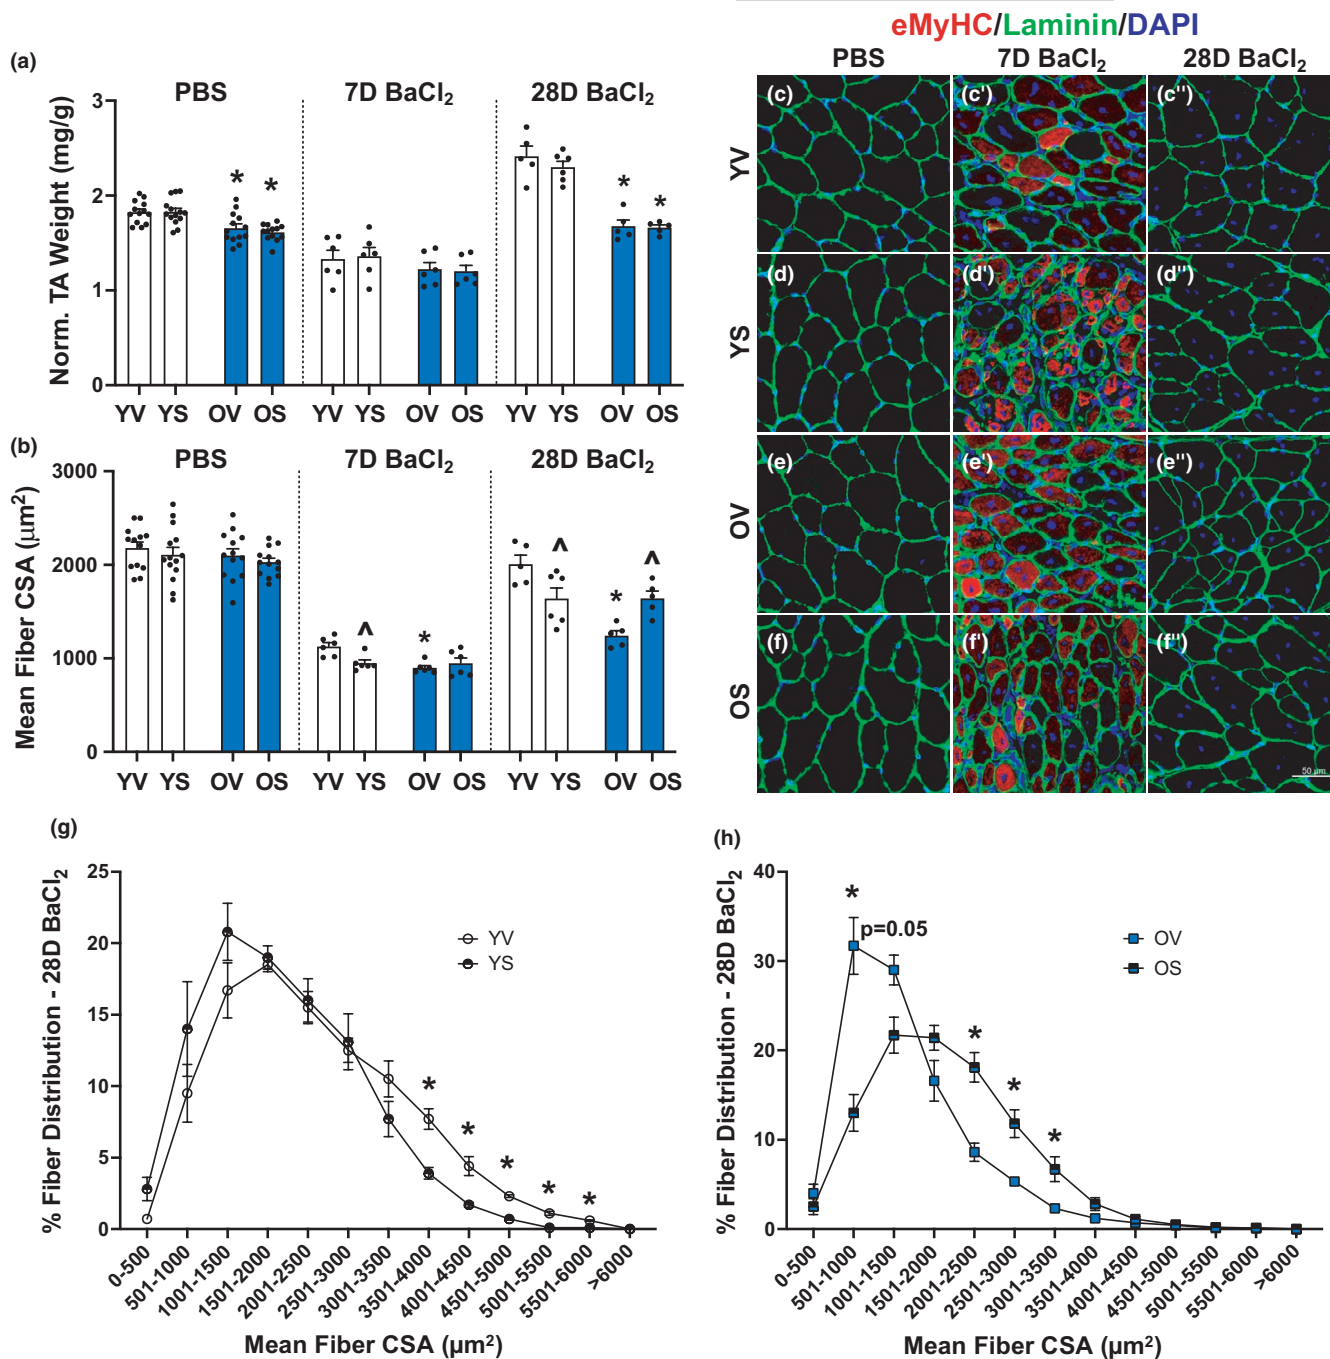 (a)
PBS 7D BaCl₂ 28D BaCl₂
Norm. TA Weight (mg/g)
3
2
1
0
* * * *
YV YS OV OS YV YS OV OS YV YS OV OS
(b)
PBS 7D BaCl₂ 28D BaCl₂
Mean Fiber CSA (μm²)
3000
2000
1000
0
^ * ^ * ^
YV YS OV OS YV YS OV OS YV YS OV OS
eMyHC/Laminin/DAPI
PBS 7D BaCl₂ 28D BaCl₂
YV
(c) (c') (c'')
YS
(d) (d') (d'')
OV
(e) (e') (e'')
OS
(f) (f') (f'')
50 μm
(g)
% Fiber Distribution - 28D BaCl₂
25
20
15
10
5
0
YV
YS
* * * * *
0-500 501-1000 1001-1500 1501-2000 2001-2500 2501-3000 3001-3500 3501-4000 4001-4500 4501-5000 5001-5500 5501-6000 >6000
Mean Fiber CSA (μm²)
(h)
% Fiber Distribution - 28D BaCl₂
40
30
20
10
0
*
p=0.05
OV
OS
* * *
0-500 501-1000 1001-1500 1501-2000 2001-2500 2501-3000 3001-3500 3501-4000 4001-4500 4501-5000 5001-5500 5501-6000 >6000
Mean Fiber CSA (μm²)